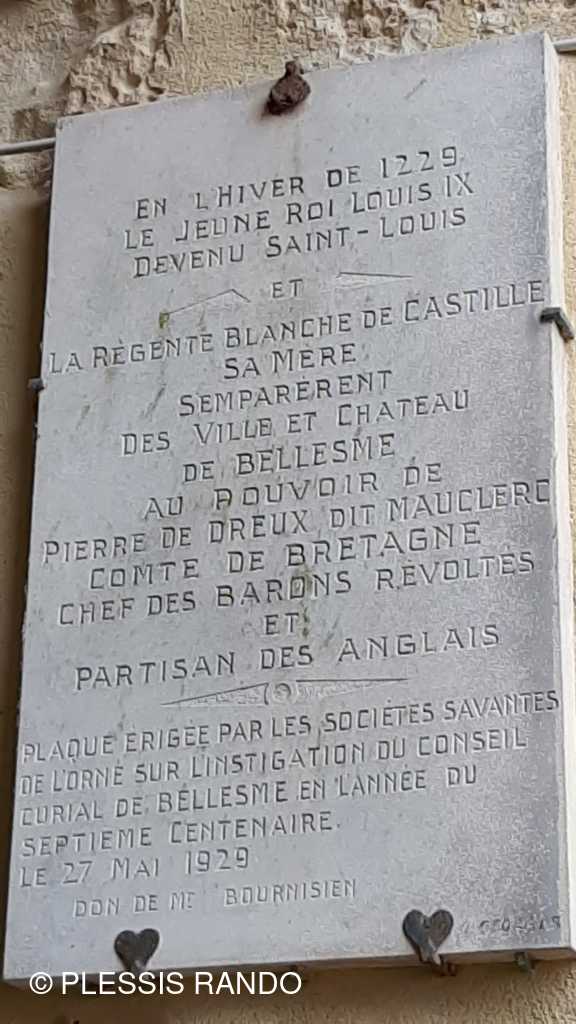 EN L'HIVER DE 1229
LE JEUNE ROI LOUIS IX
DEVENU SAINT-LOUIS
ET
LA RÉGENTE BLANCHE DE CASTILLE
SA MÈRE
SEMPARÈRENT
DES VILLE ET CHATEAU
DE BELLESME
AU POUVOIR DE
PIERRE DE DREUX DIT MAUCLERC
COMTE DE BRETAGNE
CHEF DES BARONS RÉVOLTÉS
ET
PARTISAN DES ANGLAIS
PLAQUE ÉRIGÉE PAR LES SOCIÉTÉS SAVANTES
DE L'ORNE SUR L'INSTIGATION DU CONSEIL
CURIAL DE BELLESME EN L'ANNÉE DU
SEPTIEME CENTENAIRE.
LE 27 MAI 1929
DON DE MR BOURNISIEN
© PLESSIS RANDO